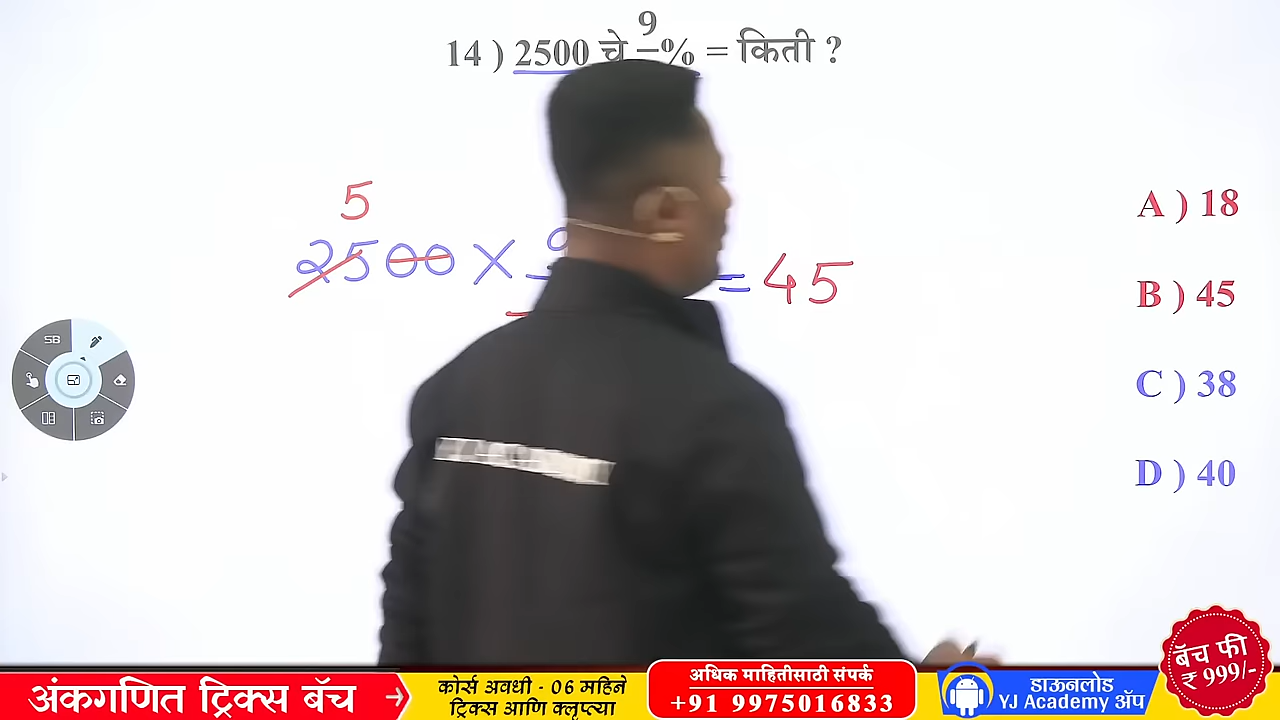 14 ) 2500 चे 9 % = किती ?
5
2500 × = 45
A ) 18
B ) 45
C ) 38
D ) 40
SB
अंकगणित ट्रिक्स बॅच
कोर्स अवधी - 06 महिने
ट्रिक्स आणि क्लृप्त्या
अधिक माहितीसाठी संपर्क
+91 9975016833
डाऊनलोड
YJ Academy ॲप
बॅच फी
₹ 999/-